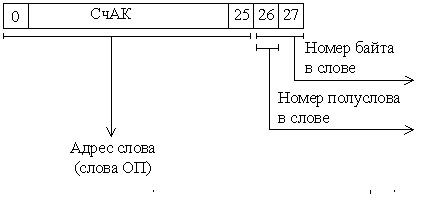 0 СчАК 25 26 27
Номер байта
в слове
Номер полуслова
в слове
Адрес слова
(слова ОП)